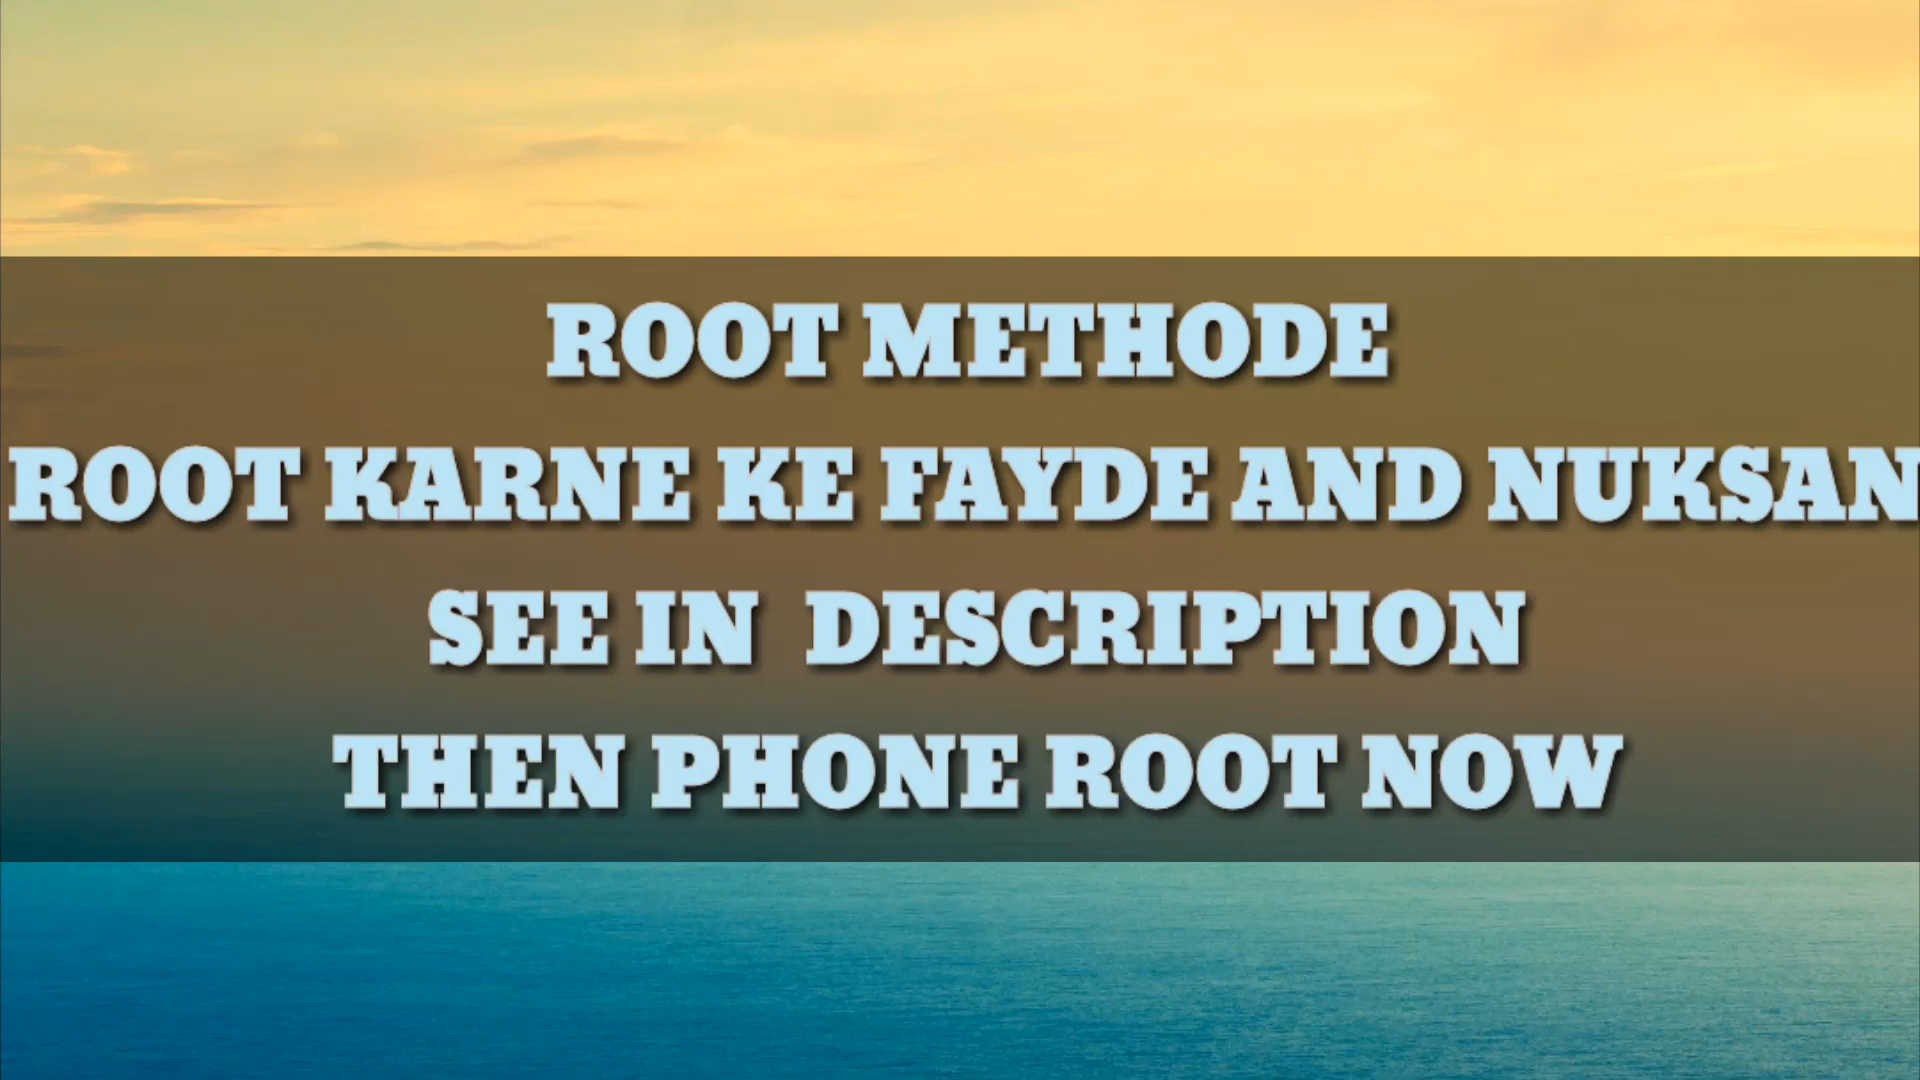 ROOT METHODE
ROOT KARNE KE FAYDE AND NUKSAN
SEE IN DESCRIPTION
THEN PHONE ROOT NOW